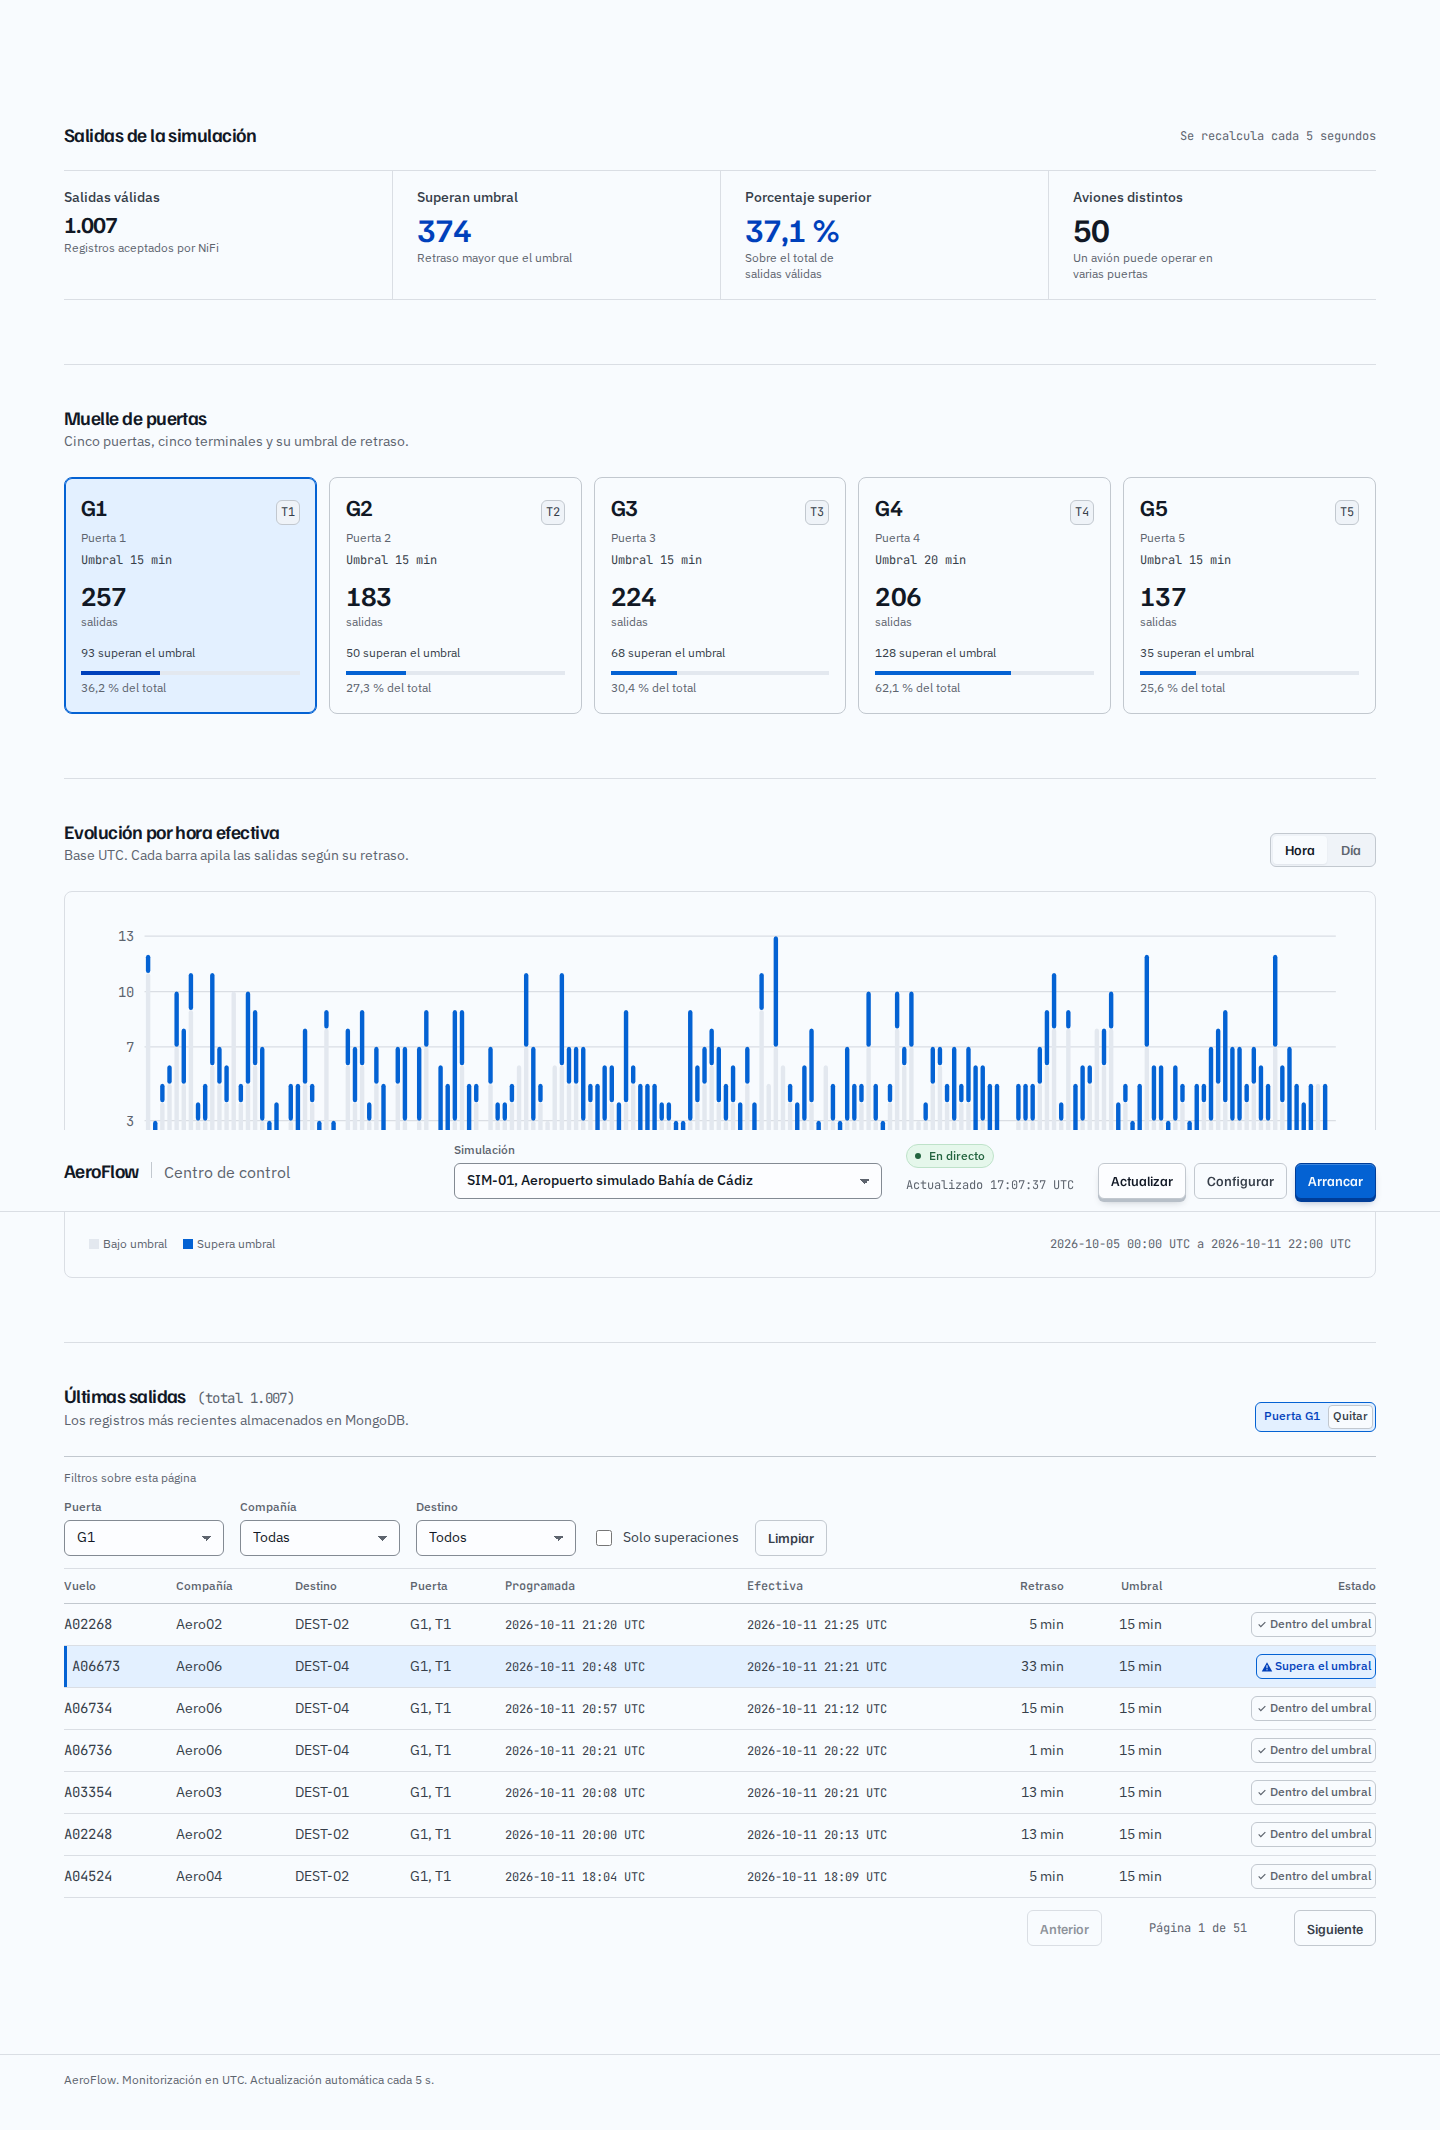 Salidas de la simulación
Se recalcula cada 5 segundos
Salidas válidas
1.007
Registros aceptados por NiFi
Superan umbral
374
Retraso mayor que el umbral
Porcentaje superior
37,1 %
Sobre el total de
salidas válidas
Aviones distintos
50
Un avión puede operar en
varias puertas
Muelle de puertas
Cinco puertas, cinco terminales y su umbral de retraso.
G1 T1
Puerta 1
Umbral 15 min
257
salidas
93 superan el umbral
36,2 % del total
G2 T2
Puerta 2
Umbral 15 min
183
salidas
50 superan el umbral
27,3 % del total
G3 T3
Puerta 3
Umbral 15 min
224
salidas
68 superan el umbral
30,4 % del total
G4 T4
Puerta 4
Umbral 20 min
206
salidas
128 superan el umbral
62,1 % del total
G5 T5
Puerta 5
Umbral 15 min
137
salidas
35 superan el umbral
25,6 % del total
Evolución por hora efectiva
Base UTC. Cada barra apila las salidas según su retraso.
Hora Día
13
10
7
3
AeroFlow Centro de control
Simulación
SIM-01, Aeropuerto simulado Bahía de Cádiz
En directo
Actualizado 17:07:37 UTC
Actualizar Configurar Arrancar
Bajo umbral Supera umbral
2026-10-05 00:00 UTC a 2026-10-11 22:00 UTC
Últimas salidas (total 1.007)
Los registros más recientes almacenados en MongoDB.
Puerta G1 Quitar
Filtros sobre esta página
Puerta Compañía Destino
G1 Todas Todos Solo superaciones Limpiar
Vuelo Compañía Destino Puerta Programada Efectiva Retraso Umbral Estado
A02268 Aero02 DEST-02 G1, T1 2026-10-11 21:20 UTC 2026-10-11 21:25 UTC 5 min 15 min ✓ Dentro del umbral
A06673 Aero06 DEST-04 G1, T1 2026-10-11 20:48 UTC 2026-10-11 21:21 UTC 33 min 15 min Supera el umbral
A06734 Aero06 DEST-04 G1, T1 2026-10-11 20:57 UTC 2026-10-11 21:12 UTC 15 min 15 min ✓ Dentro del umbral
A06736 Aero06 DEST-04 G1, T1 2026-10-11 20:21 UTC 2026-10-11 20:22 UTC 1 min 15 min ✓ Dentro del umbral
A03354 Aero03 DEST-01 G1, T1 2026-10-11 20:08 UTC 2026-10-11 20:21 UTC 13 min 15 min ✓ Dentro del umbral
A02248 Aero02 DEST-02 G1, T1 2026-10-11 20:00 UTC 2026-10-11 20:13 UTC 13 min 15 min ✓ Dentro del umbral
A04524 Aero04 DEST-02 G1, T1 2026-10-11 18:04 UTC 2026-10-11 18:09 UTC 5 min 15 min ✓ Dentro del umbral
Anterior Página 1 de 51 Siguiente
AeroFlow. Monitorización en UTC. Actualización automática cada 5 s.